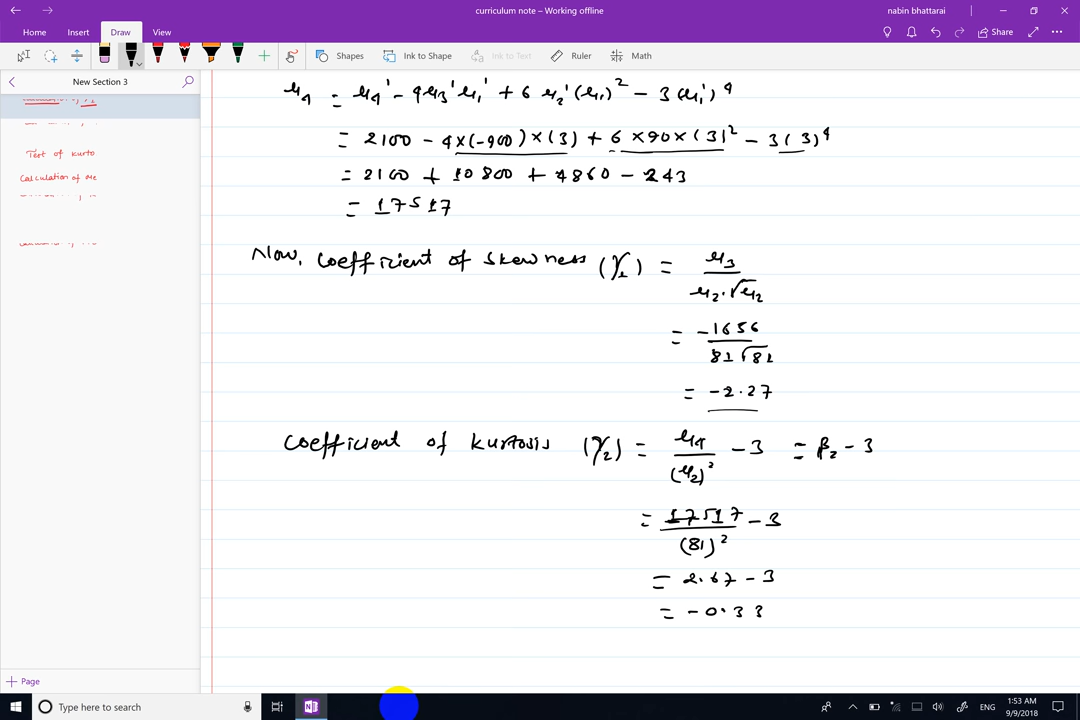 curriculum note – Working offline
nabin bhattarai
Home Insert Draw View
Share
Shapes Ink to Shape Ink to Text Ruler Math
New Section 3
Test of kurto
Calculation of Me
+ Page
μ₄ = μ₄' - 4μ₃'μ₁' + 6 μ₂'(μ₁)² - 3(μ₁')⁴
= 2100 - 4×(-900)×(3) + 6×90×(3)² - 3(3)⁴
= 2100 + 10800 + 4860 - 243
= 17517
Now, coefficient of skewness (γ₁) = μ₃ / μ₂.√μ₂
= -1656 / 81√81
= -2.27
coefficient of kurtosis (γ₂) = μ₄ / (μ₂)² - 3 = β₂ - 3
= 17517 / (81)² - 3
= 2.67 - 3
= -0.33
Type here to search
ENG
1:53 AM
9/9/2018